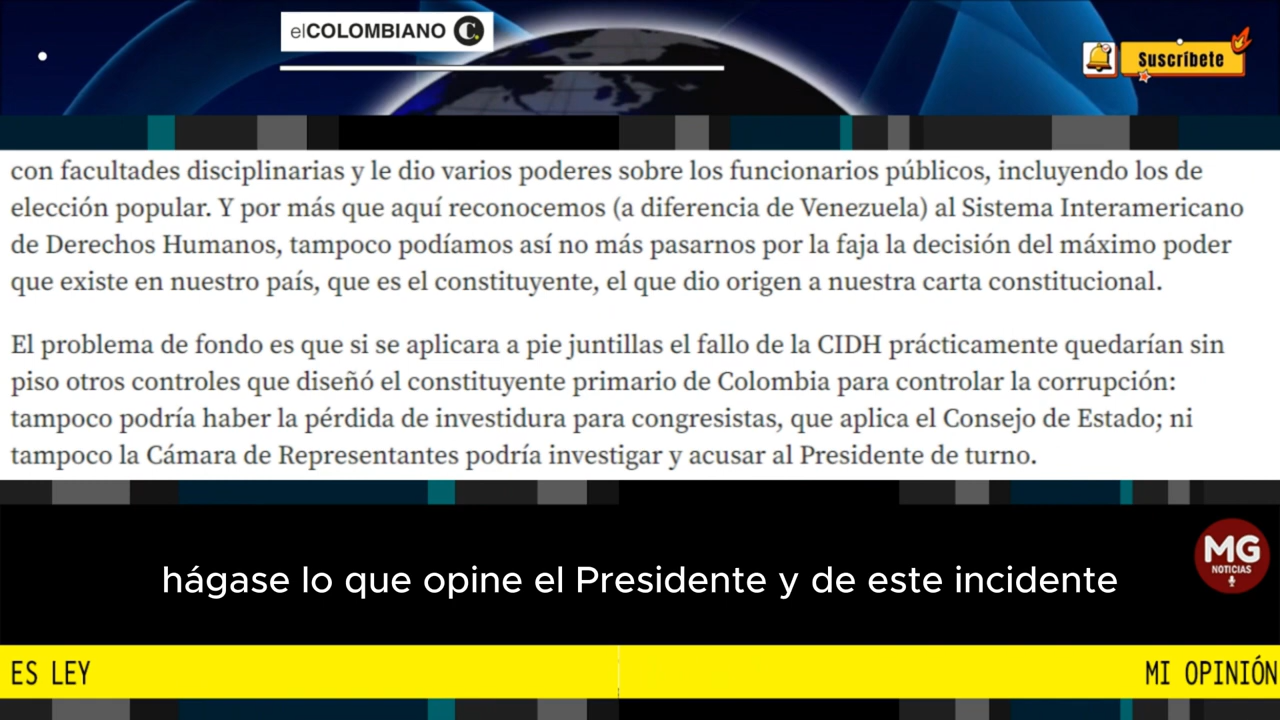 elCOLOMBIANO C.
Suscríbete
con facultades disciplinarias y le dio varios poderes sobre los funcionarios públicos, incluyendo los de
elección popular. Y por más que aquí reconocemos (a diferencia de Venezuela) al Sistema Interamericano
de Derechos Humanos, tampoco podíamos así no más pasarnos por la faja la decisión del máximo poder
que existe en nuestro país, que es el constituyente, el que dio origen a nuestra carta constitucional.
El problema de fondo es que si se aplicara a pie juntillas el fallo de la CIDH prácticamente quedarían sin
piso otros controles que diseñó el constituyente primario de Colombia para controlar la corrupción:
tampoco podría haber la pérdida de investidura para congresistas, que aplica el Consejo de Estado; ni
tampoco la Cámara de Representantes podría investigar y acusar al Presidente de turno.
MG
NOTICIAS
hágase lo que opine el Presidente y de este incidente
ES LEY
MI OPINIÓN